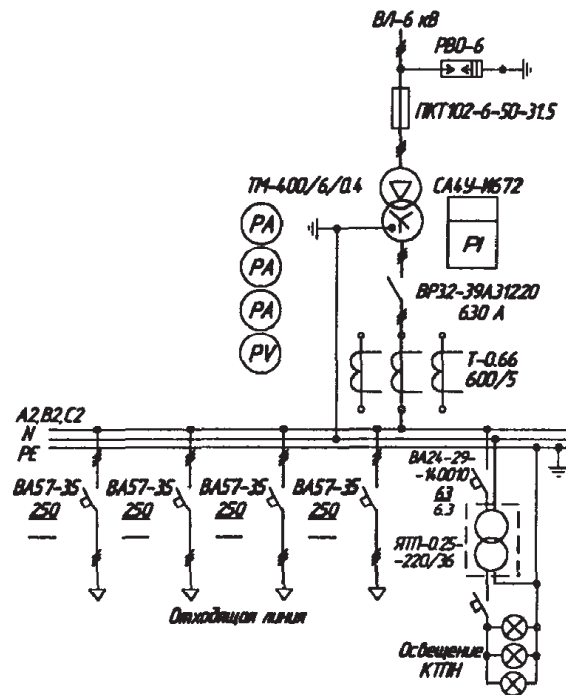 ВЛ-6 кВ
РВО-6
ПКТ102-6-50-31.5
ТМ-400/6/0.4
СА4У-И672
PA
PI
PA
PA
PV
ВР32-39А31220
630 А
Т-0.66
600/5
А2,В2,С2
N
PE
ВА57-35
250
ВА57-35
250
ВА57-35
250
ВА57-35
250
ВА24-29-
-140010
63
6.3
ЯТП-0.25-
-220/36
Отходящая линия
Освещение
КТПН